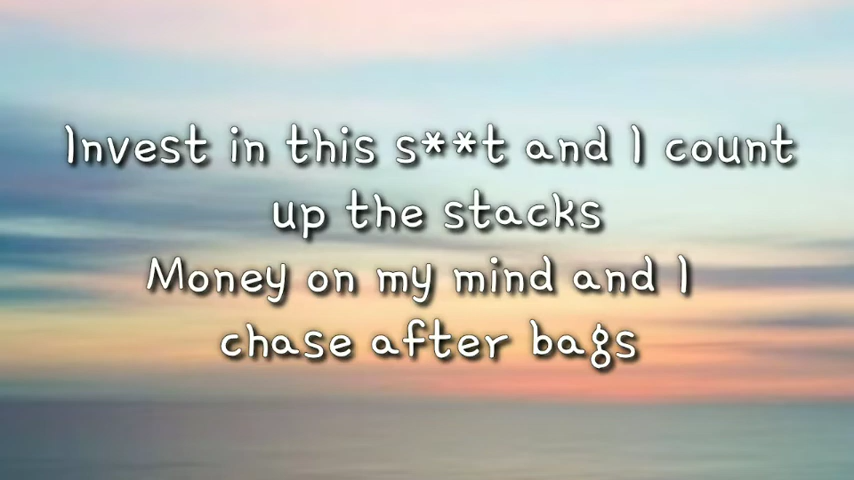 Invest in this s**t and I count
up the stacks
Money on my mind and I
chase after bags